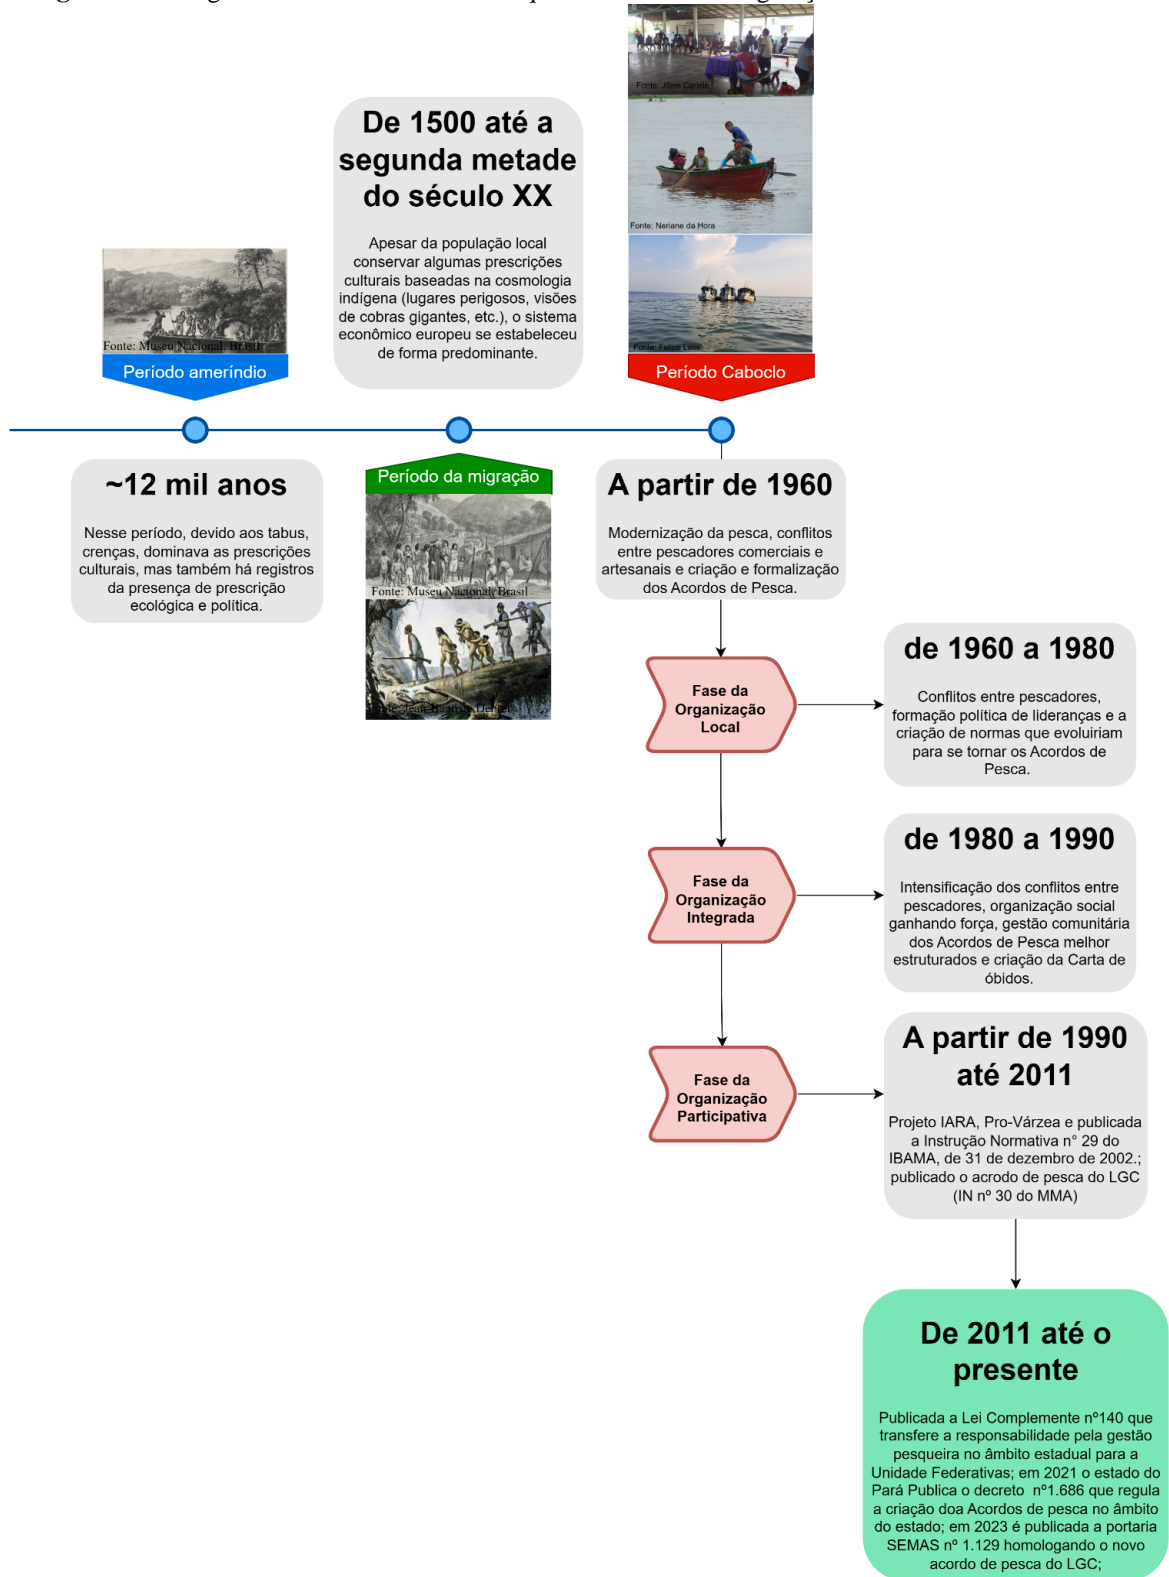 Fonte: Jôine Cariele
De 1500 até a
segunda metade
do século XX
Apesar da população local
conservar algumas prescrições
culturais baseadas na cosmologia
indígena (lugares perigosos, visões
de cobras gigantes, etc.), o sistema
econômico europeu se estabeleceu
de forma predominante.
Fonte: Neriane da Hora
Fonte: Museu Nacional, Brasil
Fonte: Felipe Less
Período ameríndio
Período Caboclo
~12 mil anos
Nesse período, devido aos tabus,
crenças, dominava as prescrições
culturais, mas também há registros
da presença de prescrição
ecológica e política.
Período da migração
Fonte: Museu Nacional, Brasil
Jean Baptiste Debret
A partir de 1960
Modernização da pesca, conflitos
entre pescadores comerciais e
artesanais e criação e formalização
dos Acordos de Pesca.
Fase da
Organização
Local
de 1960 a 1980
Conflitos entre pescadores,
formação política de lideranças e a
criação de normas que evoluiriam
para se tornar os Acordos de
Pesca.
Fase da
Organização
Integrada
de 1980 a 1990
Intensificação dos conflitos entre
pescadores, organização social
ganhando força, gestão comunitária
dos Acordos de Pesca melhor
estruturados e criação da Carta de
óbidos.
Fase da
Organização
Participativa
A partir de 1990
até 2011
Projeto IARA, Pro-Várzea e publicada
a Instrução Normativa n° 29 do
IBAMA, de 31 de dezembro de 2002.;
publicado o acrodo de pesca do LGC
(IN nº 30 do MMA)
De 2011 até o
presente
Publicada a Lei Complemente nº140 que
transfere a responsabilidade pela gestão
pesqueira no âmbito estadual para a
Unidade Federativas; em 2021 o estado do
Pará Publica o decreto nº1.686 que regula
a criação doa Acordos de pesca no âmbito
do estado; em 2023 é publicada a portaria
SEMAS nº 1.129 homologando o novo
acordo de pesca do LGC;